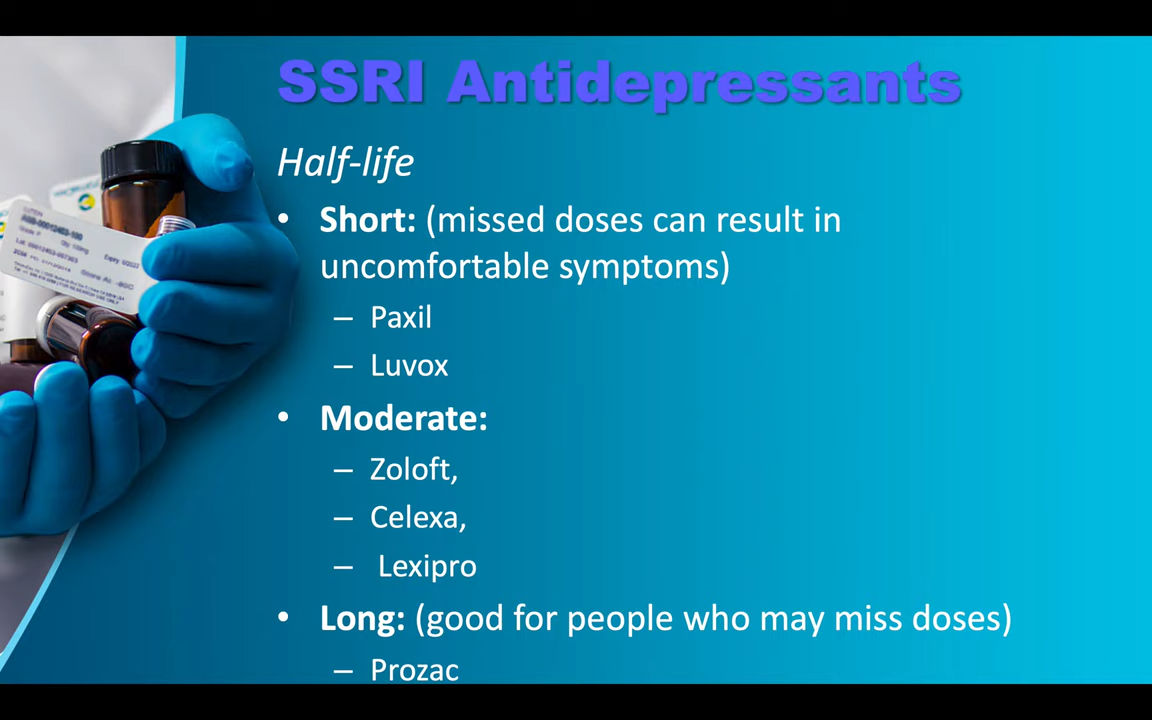 SSRI Antidepressants
Half-life
• Short: (missed doses can result in
uncomfortable symptoms)
– Paxil
– Luvox
• Moderate:
– Zoloft,
– Celexa,
– Lexipro
• Long: (good for people who may miss doses)
– Prozac